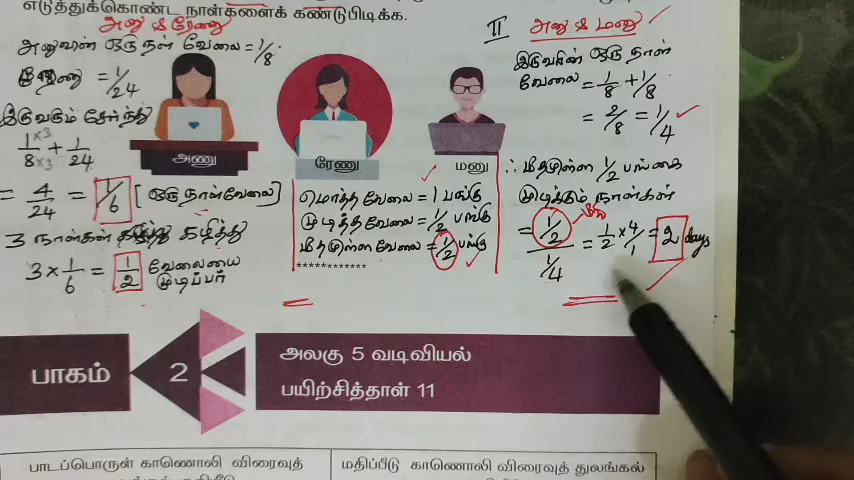 எடுத்துக்கொண்ட நாள்களைக் கண்டுபிடிக்க.
அனு & ரேணு
அனுவின் ஒரு நாள் வேலை = 1/8
ரேணு = 1/24
இருவரும் சேர்ந்து
1/8 ×3/×3 + 1/24
= 4/24 = 1/6 [ஒரு நாள் வேலை]
3 நாள்கள் கழித்து
3 × 1/6 = 1/2 வேலையை முடிப்பர்
அணு
ரேணு
மனு
மொத்த வேலை = 1 பங்கு
முடித்த வேலை = 1/2 பங்கு
மீதமுள்ள வேலை = 1/2 பங்கு
************
II அனு & மனு
இருவரின் ஒரு நாள்
வேலை = 1/8 + 1/8
= 2/8 = 1/4
∴ மீதமுள்ள 1/2 பங்கை
முடிக்கும் நாள்கள்
= 1/2 / 1/4 = 1/2 × 4/1 = 2 days
பாகம் 2
அலகு 5 வடிவியல்
பயிற்சித்தாள் 11
பாடப்பொருள் காணொலி விரைவுத்
மதிப்பீடு காணொலி விரைவுத் துலங்கல்